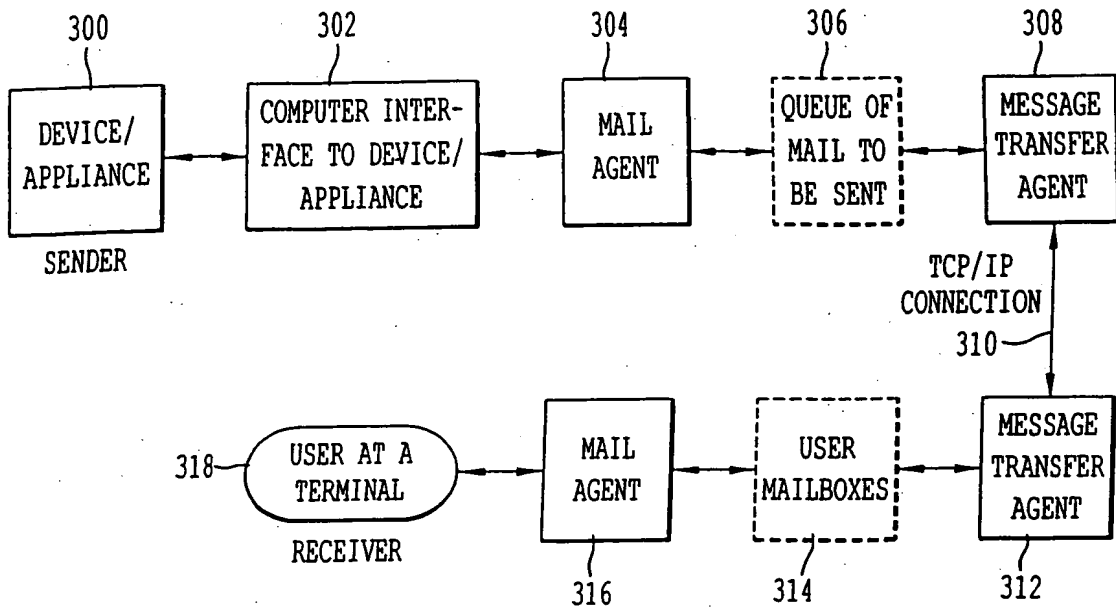 300
302
304
306
308
DEVICE/
APPLIANCE
COMPUTER INTER-
FACE TO DEVICE/
APPLIANCE
MAIL
AGENT
QUEUE OF
MAIL TO
BE SENT
MESSAGE
TRANSFER
AGENT
SENDER
TCP/IP
CONNECTION
310
318
USER AT A
TERMINAL
MAIL
AGENT
USER
MAILBOXES
MESSAGE
TRANSFER
AGENT
RECEIVER
316
314
312